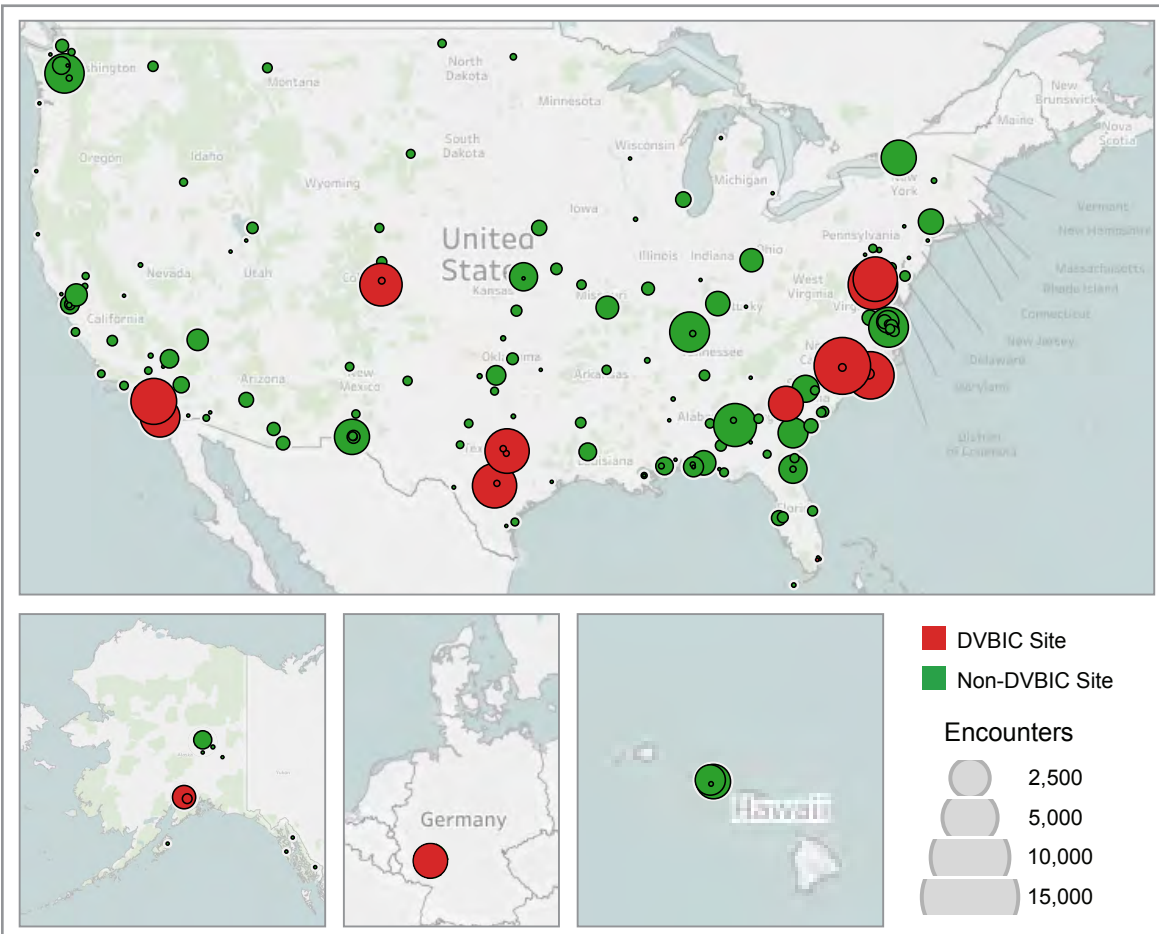 Washington
Montana
North
Dakota
Minnesota
New
Brunswick
Maine
Nova
Scotia
Oregon
Idaho
South
Dakota
Wisconsin
Michigan
Wyoming
New
York
Iowa
Vermont
New Hampshire
United
States
Pennsylvania
Illinois
Indiana
Ohio
Massachusetts
Nevada
Utah
Kansas
Missouri
West
Virginia
Rhode Island
Connecticut
California
New Jersey
Delaware
Maryland
Oklahoma
Tennessee
Arizona
New
Mexico
Arkansas
District
of Columbia
Louisiana
Germany
Hawaii
DVBIC Site
Non-DVBIC Site
Encounters
2,500
5,000
10,000
15,000